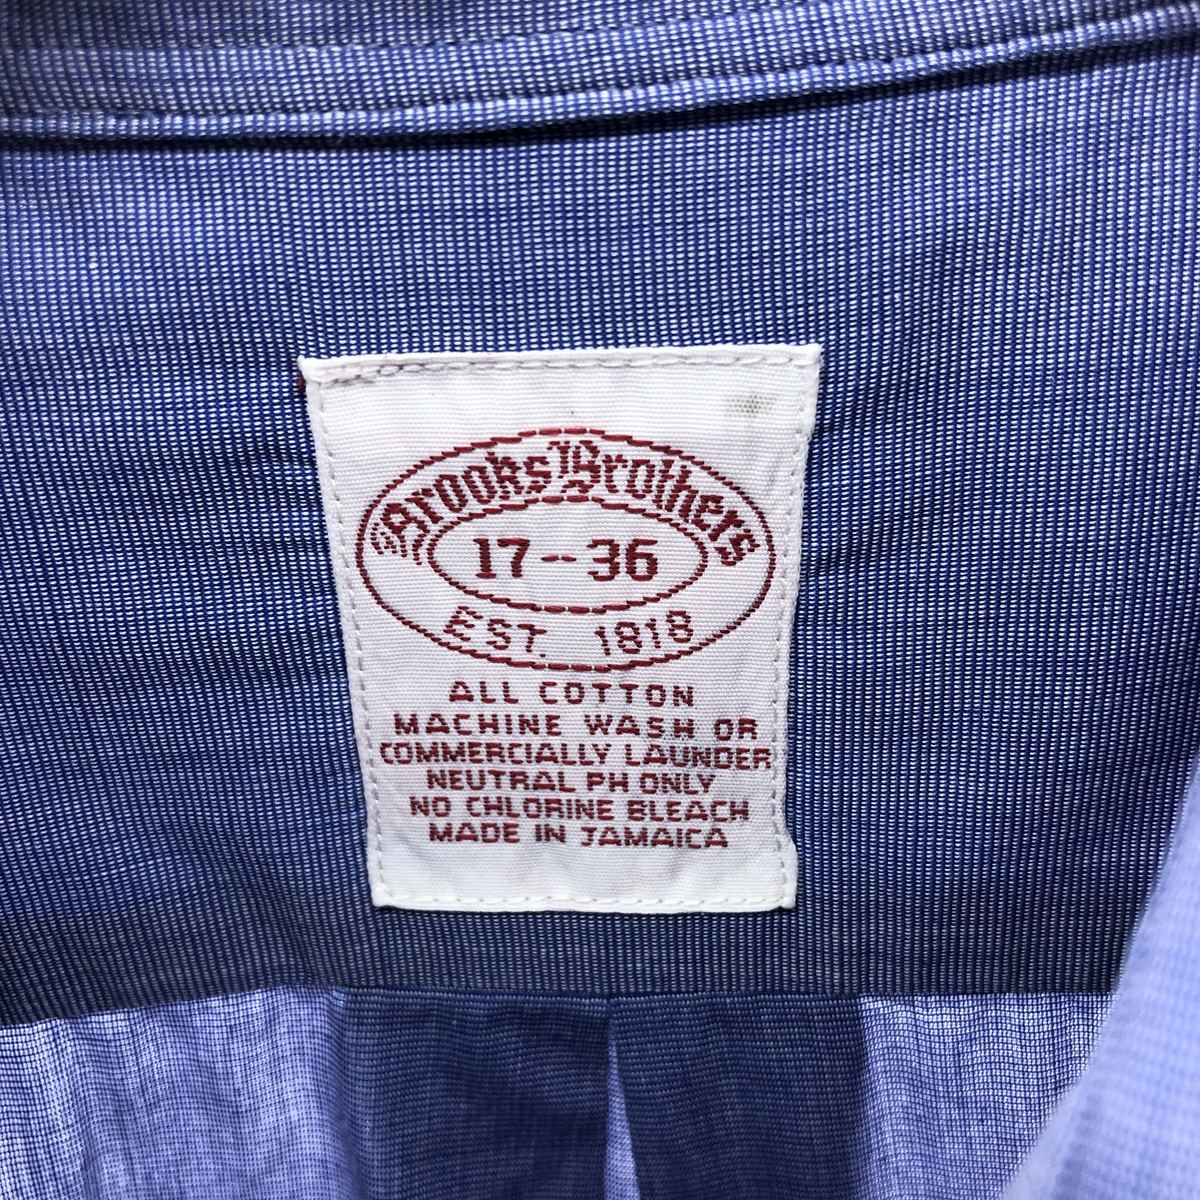 Brooks Brothers
17--36
EST. 1818
ALL COTTON
MACHINE WASH OR
COMMERCIALLY LAUNDER
NEUTRAL PH ONLY
NO CHLORINE BLEACH
MADE IN JAMAICA